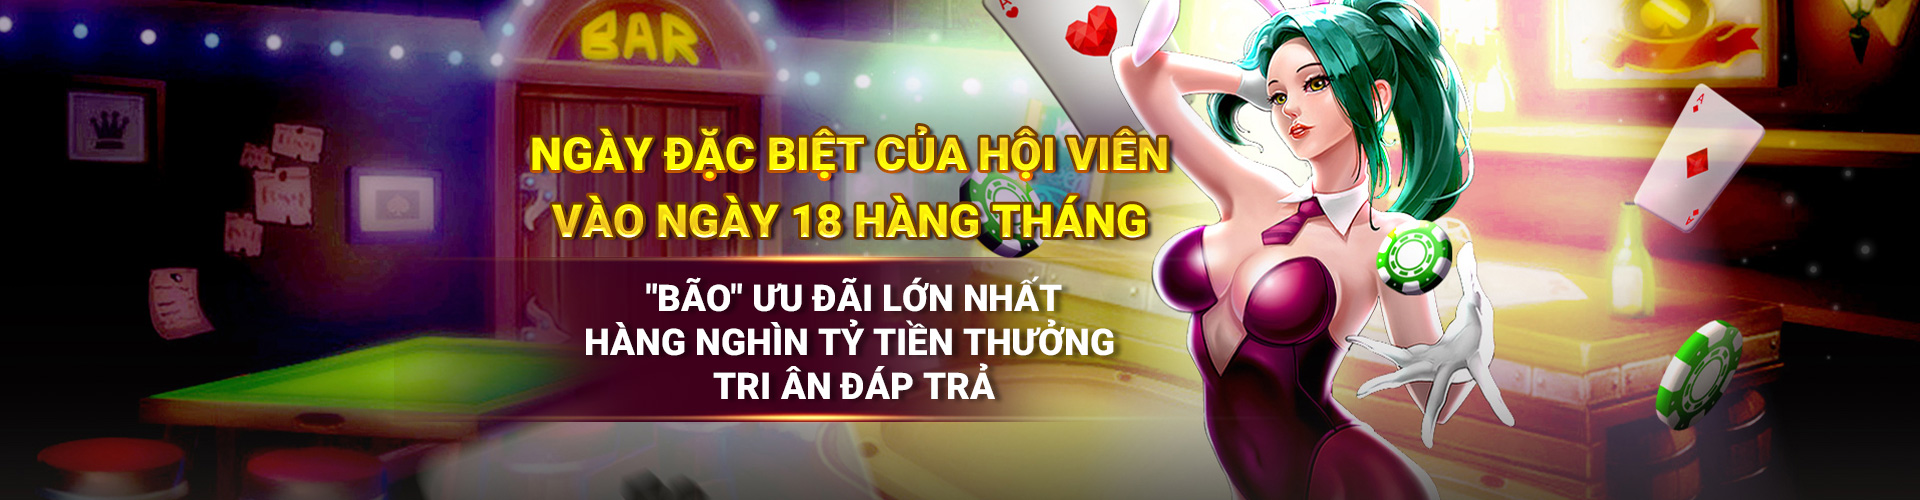 BAR
NGÀY ĐẶC BIỆT CỦA HỘI VIÊN
VÀO NGÀY 18 HÀNG THÁNG
"BÃO" ƯU ĐÃI LỚN NHẤT
HÀNG NGHÌN TỶ TIỀN THƯỞNG
TRI ÂN ĐÁP TRẢ
A
A
A